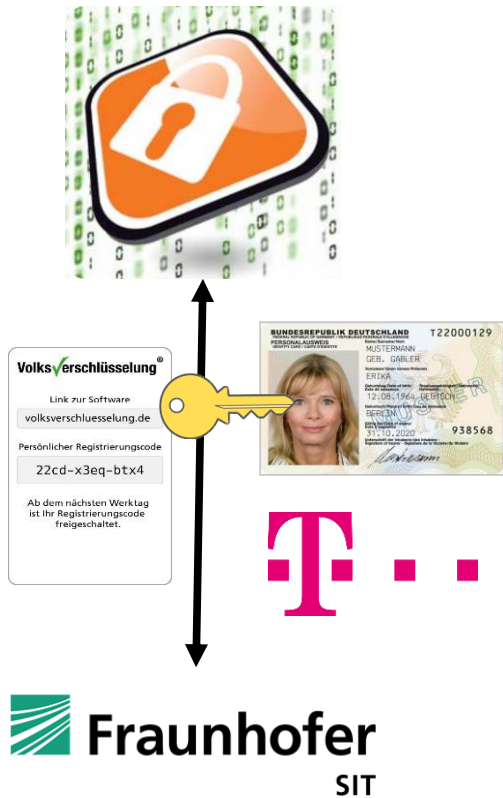 Volksverschlüsselung®
Link zur Software
volksverschluesselung.de
Persönlicher Registrierungscode
22cd-x3eq-btx4
Ab dem nächsten Werktag
ist Ihr Registrierungscode
freigeschaltet.
BUNDESREPUBLIK DEUTSCHLAND T22000129
PERSONALAUSWEIS
MUSTERMANN
GEB. GABLER
ERIKA
12.08.1964 DEUTSCH
BERLIN
31.10.2020 938568
T
Fraunhofer
SIT